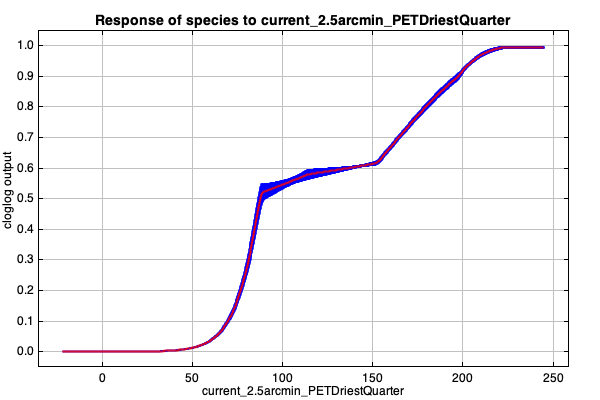 Response of species to current_2.5arcmin_PETDriestQuarter
1.0
0.9
0.8
0.7
0.6
0.5
0.4
0.3
0.2
0.1
0.0
cloglog output
0 50 100 150 200 250
current_2.5arcmin_PETDriestQuarter